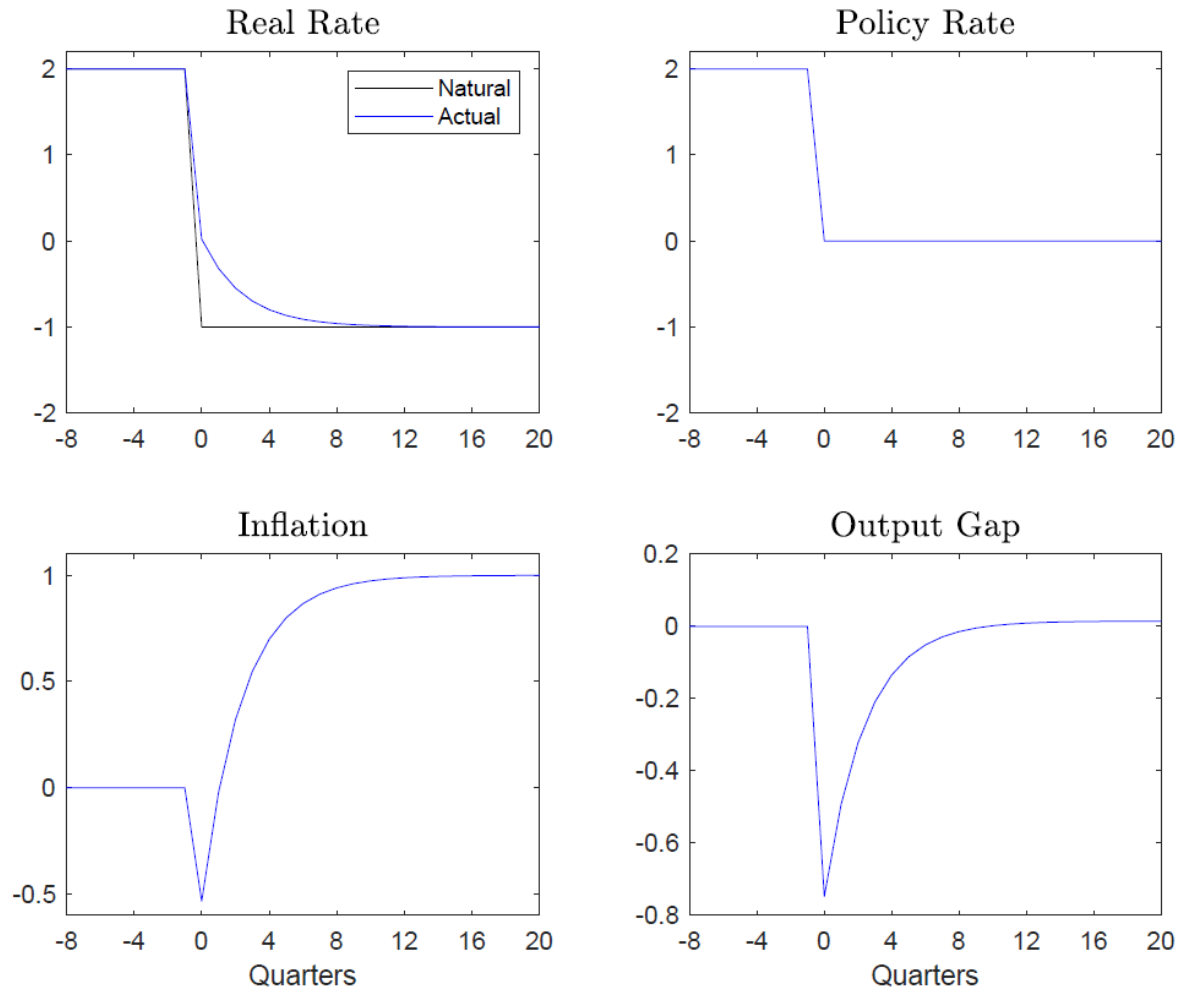 Real Rate
2
1
0
-1
-2
-8 -4 0 4 8 12 16 20
Natural
Actual
Policy Rate
2
1
0
-1
-2
-8 -4 0 4 8 12 16 20
Inflation
1
0.5
0
-0.5
-8 -4 0 4 8 12 16 20
Quarters
Output Gap
0.2
0
-0.2
-0.4
-0.6
-0.8
-8 -4 0 4 8 12 16 20
Quarters